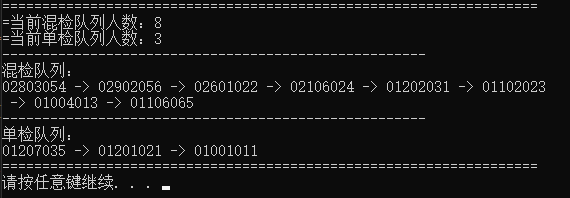 ==============================================================
=当前混检队列人数：8
=当前单检队列人数：3
-------------------------------------------------
混检队列：
02803054 -> 02902056 -> 02601022 -> 02106024 -> 01202031 -> 01102023
 -> 01004013 -> 01106065
-------------------------------------------------
单检队列：
01207035 -> 01201021 -> 01001011
==============================================================
请按任意键继续. . .